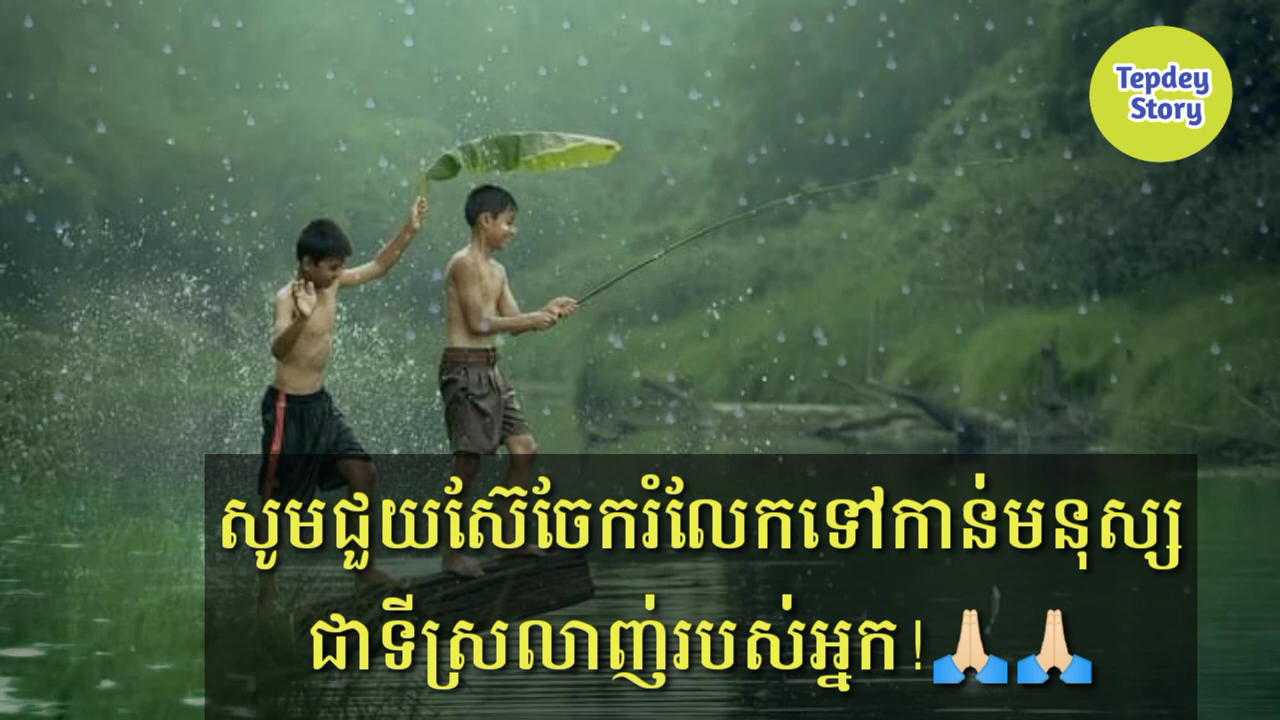 Tepdey
Story
សូមជួយស៊ែចែករំលែកទៅកាន់មនុស្ស
ជាទីស្រលាញ់របស់អ្នក!🙏🏻🙏🏻